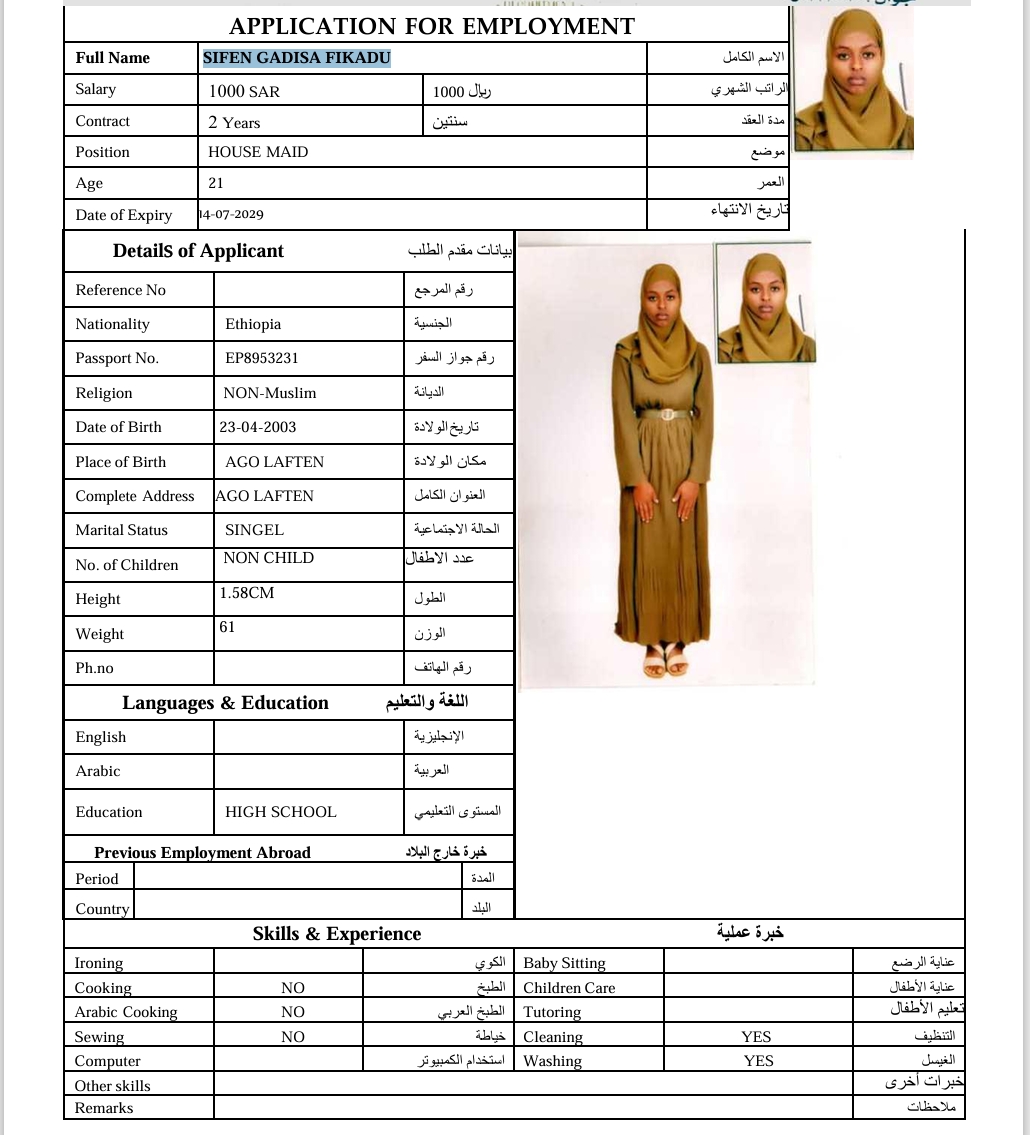 APPLICATION FOR EMPLOYMENT
Full Name SIFEN GADISA FIKADU الاسم الكامل
Salary 1000 SAR 1000 ريال الراتب الشهري
Contract 2 Years سنتين مدة العقد
Position HOUSE MAID موضع
Age 21 العمر
Date of Expiry 14-07-2029 تاريخ الانتهاء
Details of Applicant بيانات مقدم الطلب
Reference No رقم المرجع
Nationality Ethiopia الجنسية
Passport No. EP8953231 رقم جواز السفر
Religion NON-Muslim الديانة
Date of Birth 23-04-2003 تاريخ الولادة
Place of Birth AGO LAFTEN مكان الولادة
Complete Address AGO LAFTEN العنوان الكامل
Marital Status SINGEL الحالة الاجتماعية
No. of Children NON CHILD عدد الاطفال
Height 1.58CM الطول
Weight 61 الوزن
Ph.no رقم الهاتف
Languages & Education اللغة والتعليم
English الإنجليزية
Arabic العربية
Education HIGH SCHOOL المستوى التعليمي
Previous Employment Abroad خبرة خارج البلاد
Period المدة
Country البلد
Skills & Experience خبرة عملية
Ironing الكوي Baby Sitting عناية الرضع
Cooking NO الطبخ Children Care عناية الأطفال
Arabic Cooking NO الطبخ العربي Tutoring تعليم الأطفال
Sewing NO خياطة Cleaning YES التنظيف
Computer استخدام الكمبيوتر Washing YES الغيسل
Other skills خبرات أخرى
Remarks ملاحظات